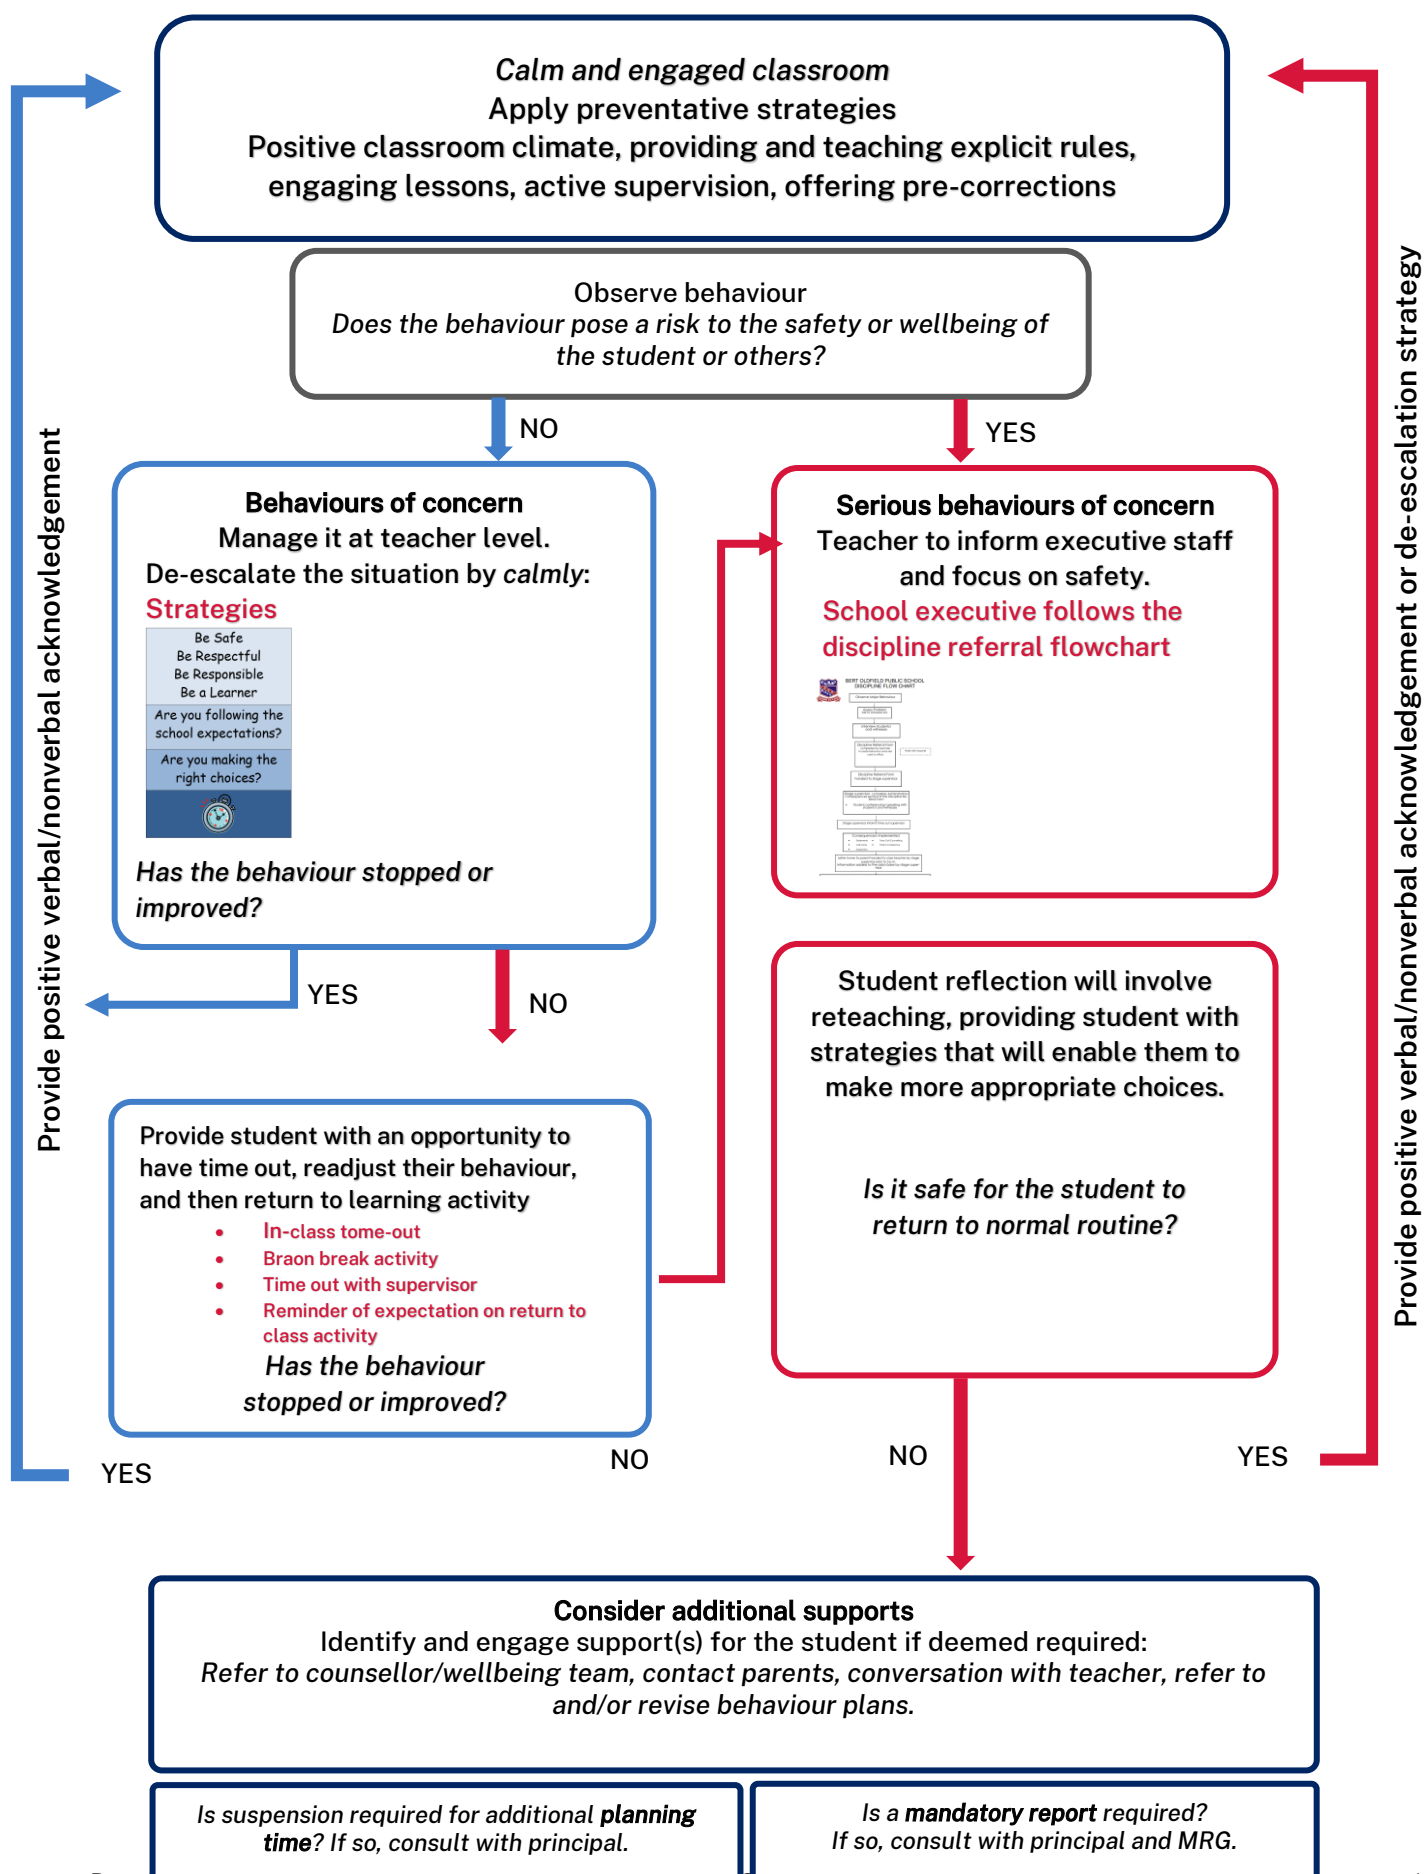 Calm and engaged classroom
Apply preventative strategies
Positive classroom climate, providing and teaching explicit rules,
engaging lessons, active supervision, offering pre-corrections
Observe behaviour
Does the behaviour pose a risk to the safety or wellbeing of
the student or others?
NO
YES
Provide positive verbal/nonverbal acknowledgement
Behaviours of concern
Manage it at teacher level.
De-escalate the situation by calmly:
Strategies
Be Safe
Be Respectful
Be Responsible
Be a Learner
Are you following the
school expectations?
Are you making the
right choices?
Has the behaviour stopped or
improved?
YES
NO
Serious behaviours of concern
Teacher to inform executive staff
and focus on safety.
School executive follows the
discipline referral flowchart
BERT OLDFIELD PUBLIC SCHOOL
DISCIPLINE FLOW CHART
Provide positive verbal/nonverbal acknowledgement or de-escalation strategy
Provide student with an opportunity to
have time out, readjust their behaviour,
and then return to learning activity
• In-class tome-out
• Braon break activity
• Time out with supervisor
• Reminder of expectation on return to
class activity
Has the behaviour
stopped or improved?
YES
NO
Student reflection will involve
reteaching, providing student with
strategies that will enable them to
make more appropriate choices.
Is it safe for the student to
return to normal routine?
NO
YES
Consider additional supports
Identify and engage support(s) for the student if deemed required:
Refer to counsellor/wellbeing team, contact parents, conversation with teacher, refer to
and/or revise behaviour plans.
Is suspension required for additional planning
time? If so, consult with principal.
Is a mandatory report required?
If so, consult with principal and MRG.